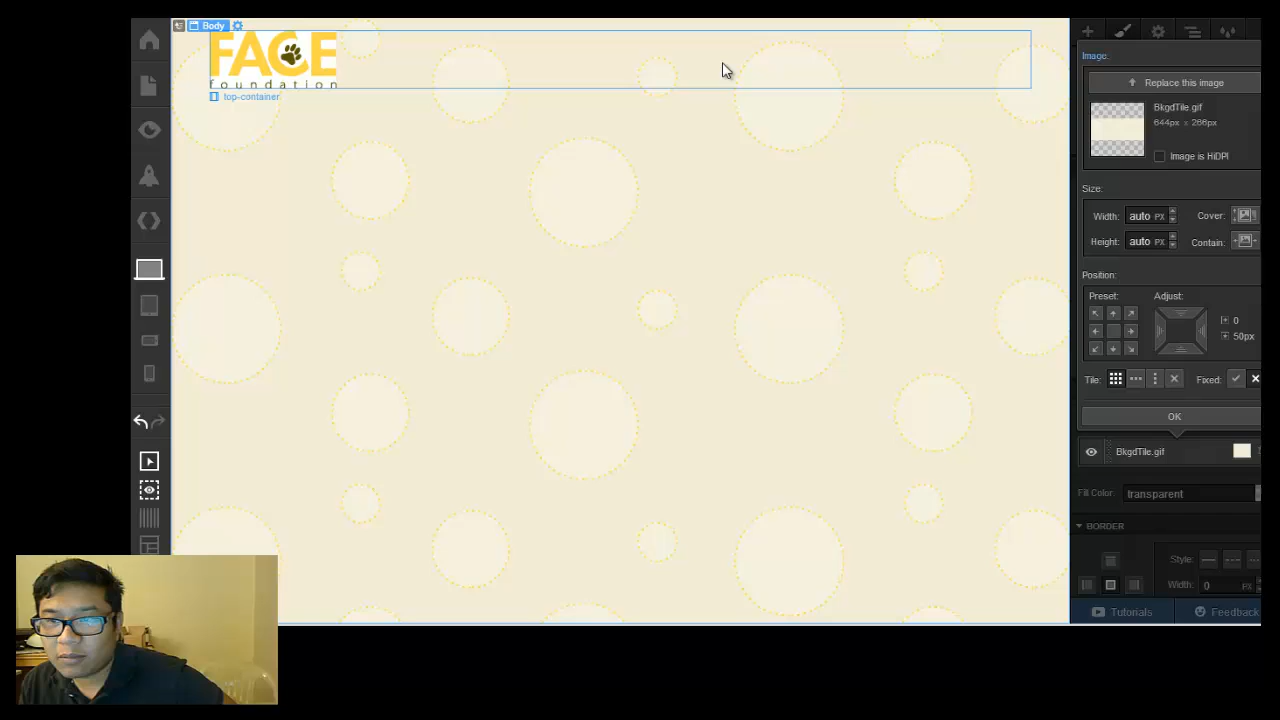 Body
FACE
foundation
top-container
Image:
Replace this image
BkgdTile.gif
644px x 266px
Image is HiDPI
Size:
Width: auto PX Cover:
Height: auto PX Contain:
Position:
Preset: Adjust:
0
50px
Tile: Fixed:
OK
BkgdTile.gif
Fill Color: transparent
BORDER
Style:
Width: 0 PX
Tutorials Feedback